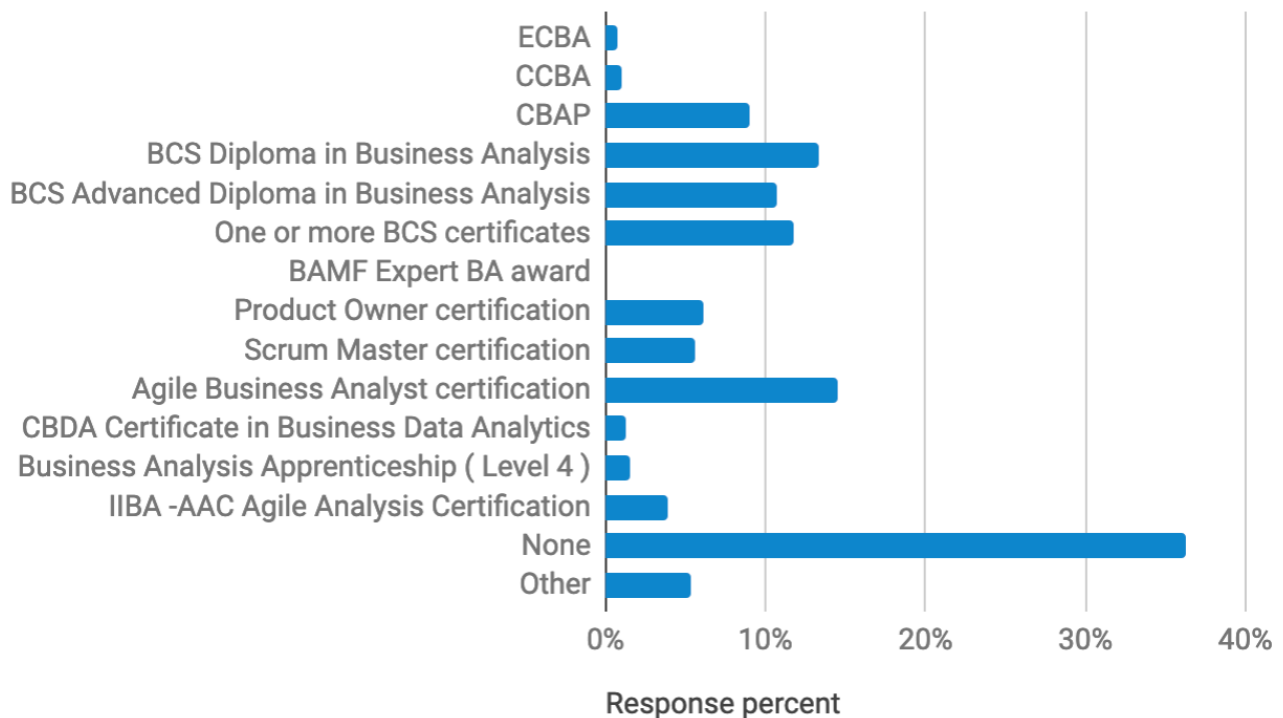 ECBA
CCBA
CBAP
BCS Diploma in Business Analysis
BCS Advanced Diploma in Business Analysis
One or more BCS certificates
BAMF Expert BA award
Product Owner certification
Scrum Master certification
Agile Business Analyst certification
CBDA Certificate in Business Data Analytics
Business Analysis Apprenticeship ( Level 4 )
IIBA -AAC Agile Analysis Certification
None
Other
0% 10% 20% 30% 40%
Response percent